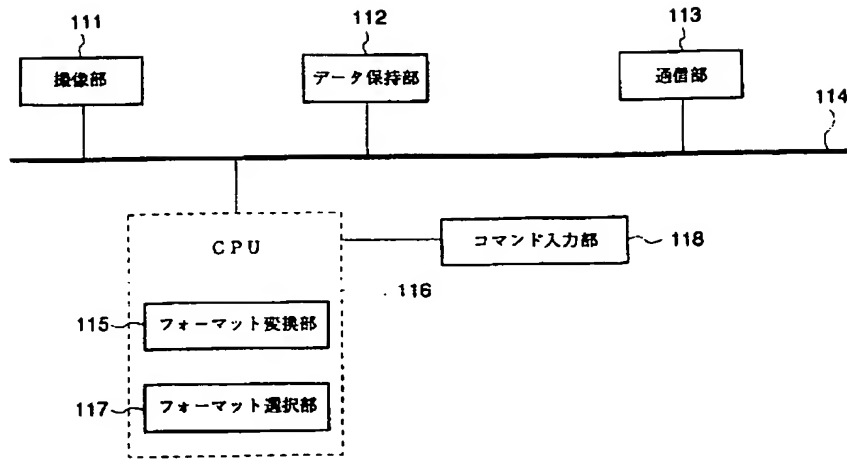 111
112
113
撮像部
データ保持部
通信部
114
CPU
コマンド入力部
118
116
115
フォーマット変換部
117
フォーマット選択部